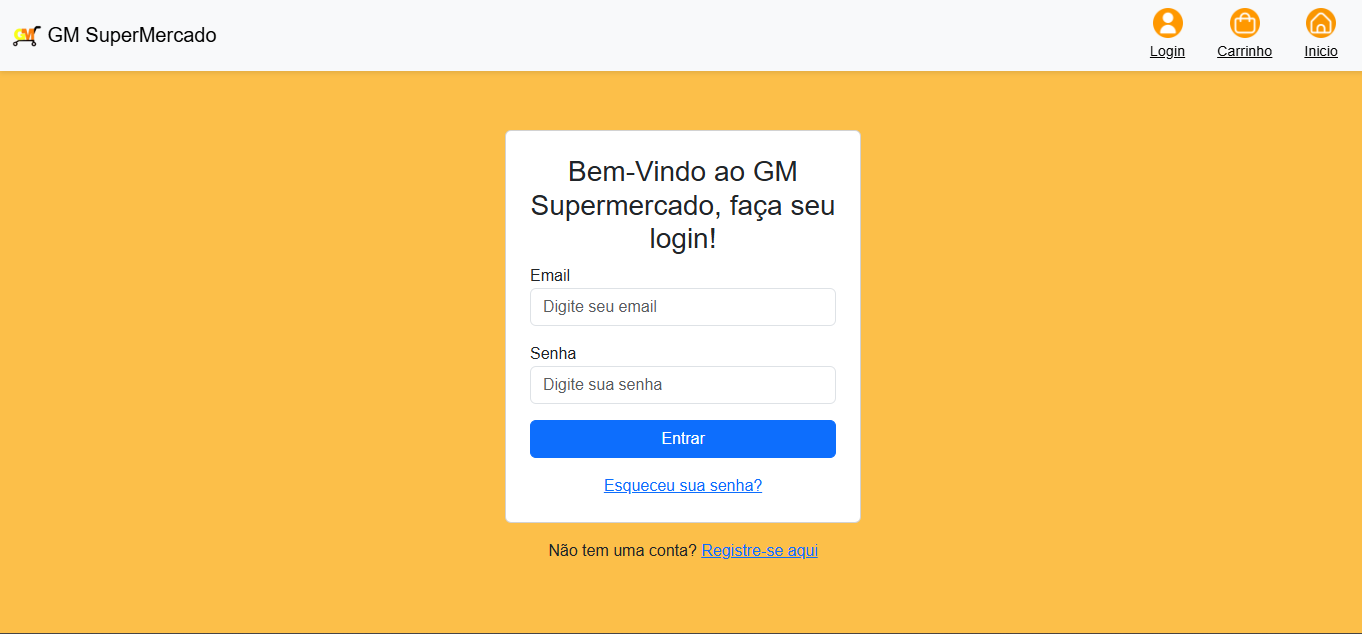 GM GM SuperMercado
Login
Carrinho
Inicio
Bem-Vindo ao GM
Supermercado, faça seu
login!
Email
Digite seu email
Senha
Digite sua senha
Entrar
Esqueceu sua senha?
Não tem uma conta? Registre-se aqui